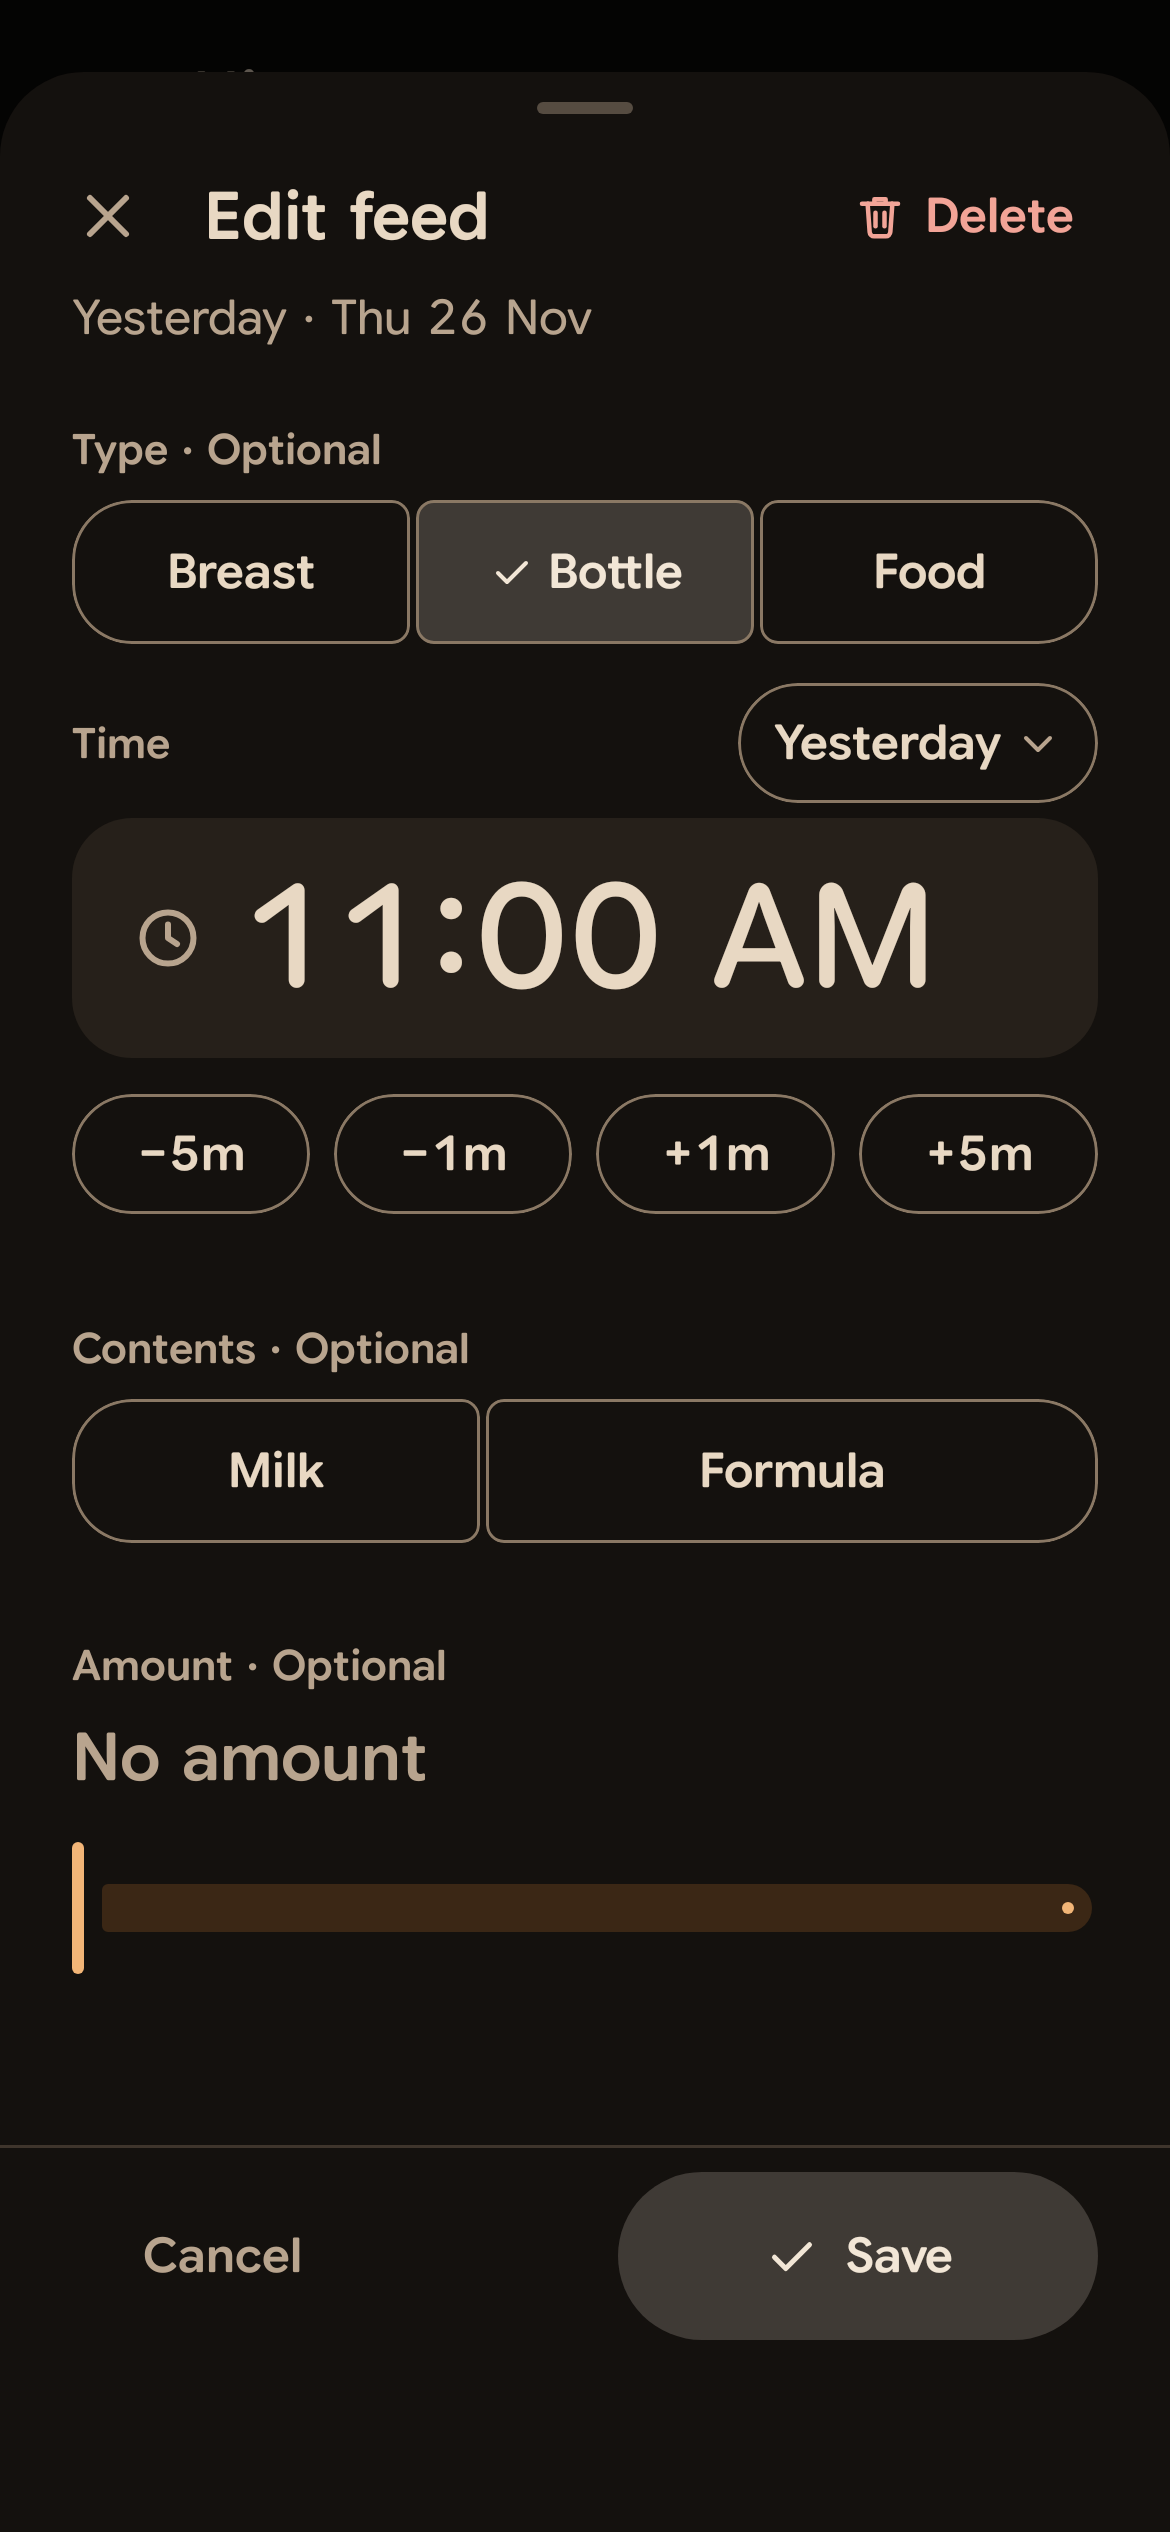 Edit feed
Delete
Yesterday · Thu 26 Nov
Type · Optional
Breast
Bottle
Food
Time
Yesterday
11:00 AM
−5m
−1m
+1m
+5m
Contents · Optional
Milk
Formula
Amount · Optional
No amount
Cancel
Save